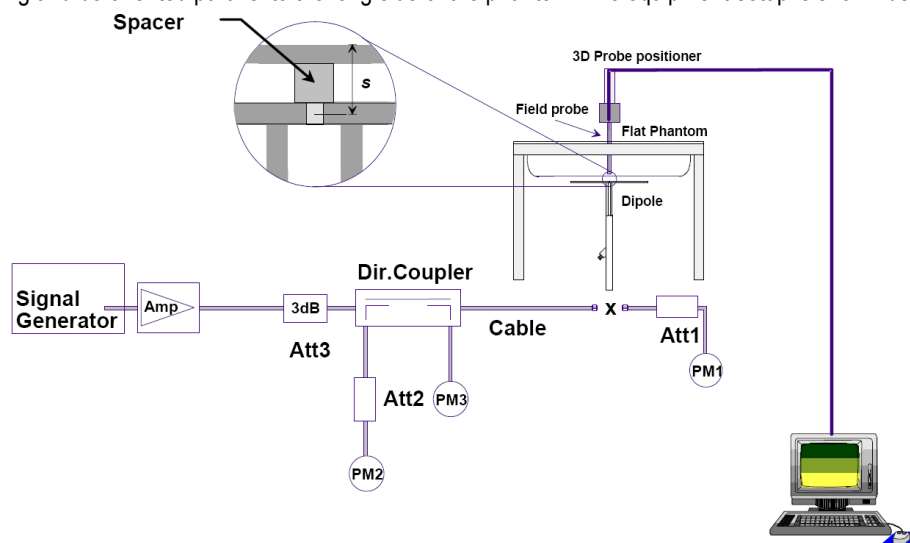 Spacer
s
3D Probe positioner
Field probe
Flat Phantom
Dipole
Dir.Coupler
Signal
Generator
Amp
3dB
Cable
x
Att3
Att1
PM1
Att2
PM3
PM2